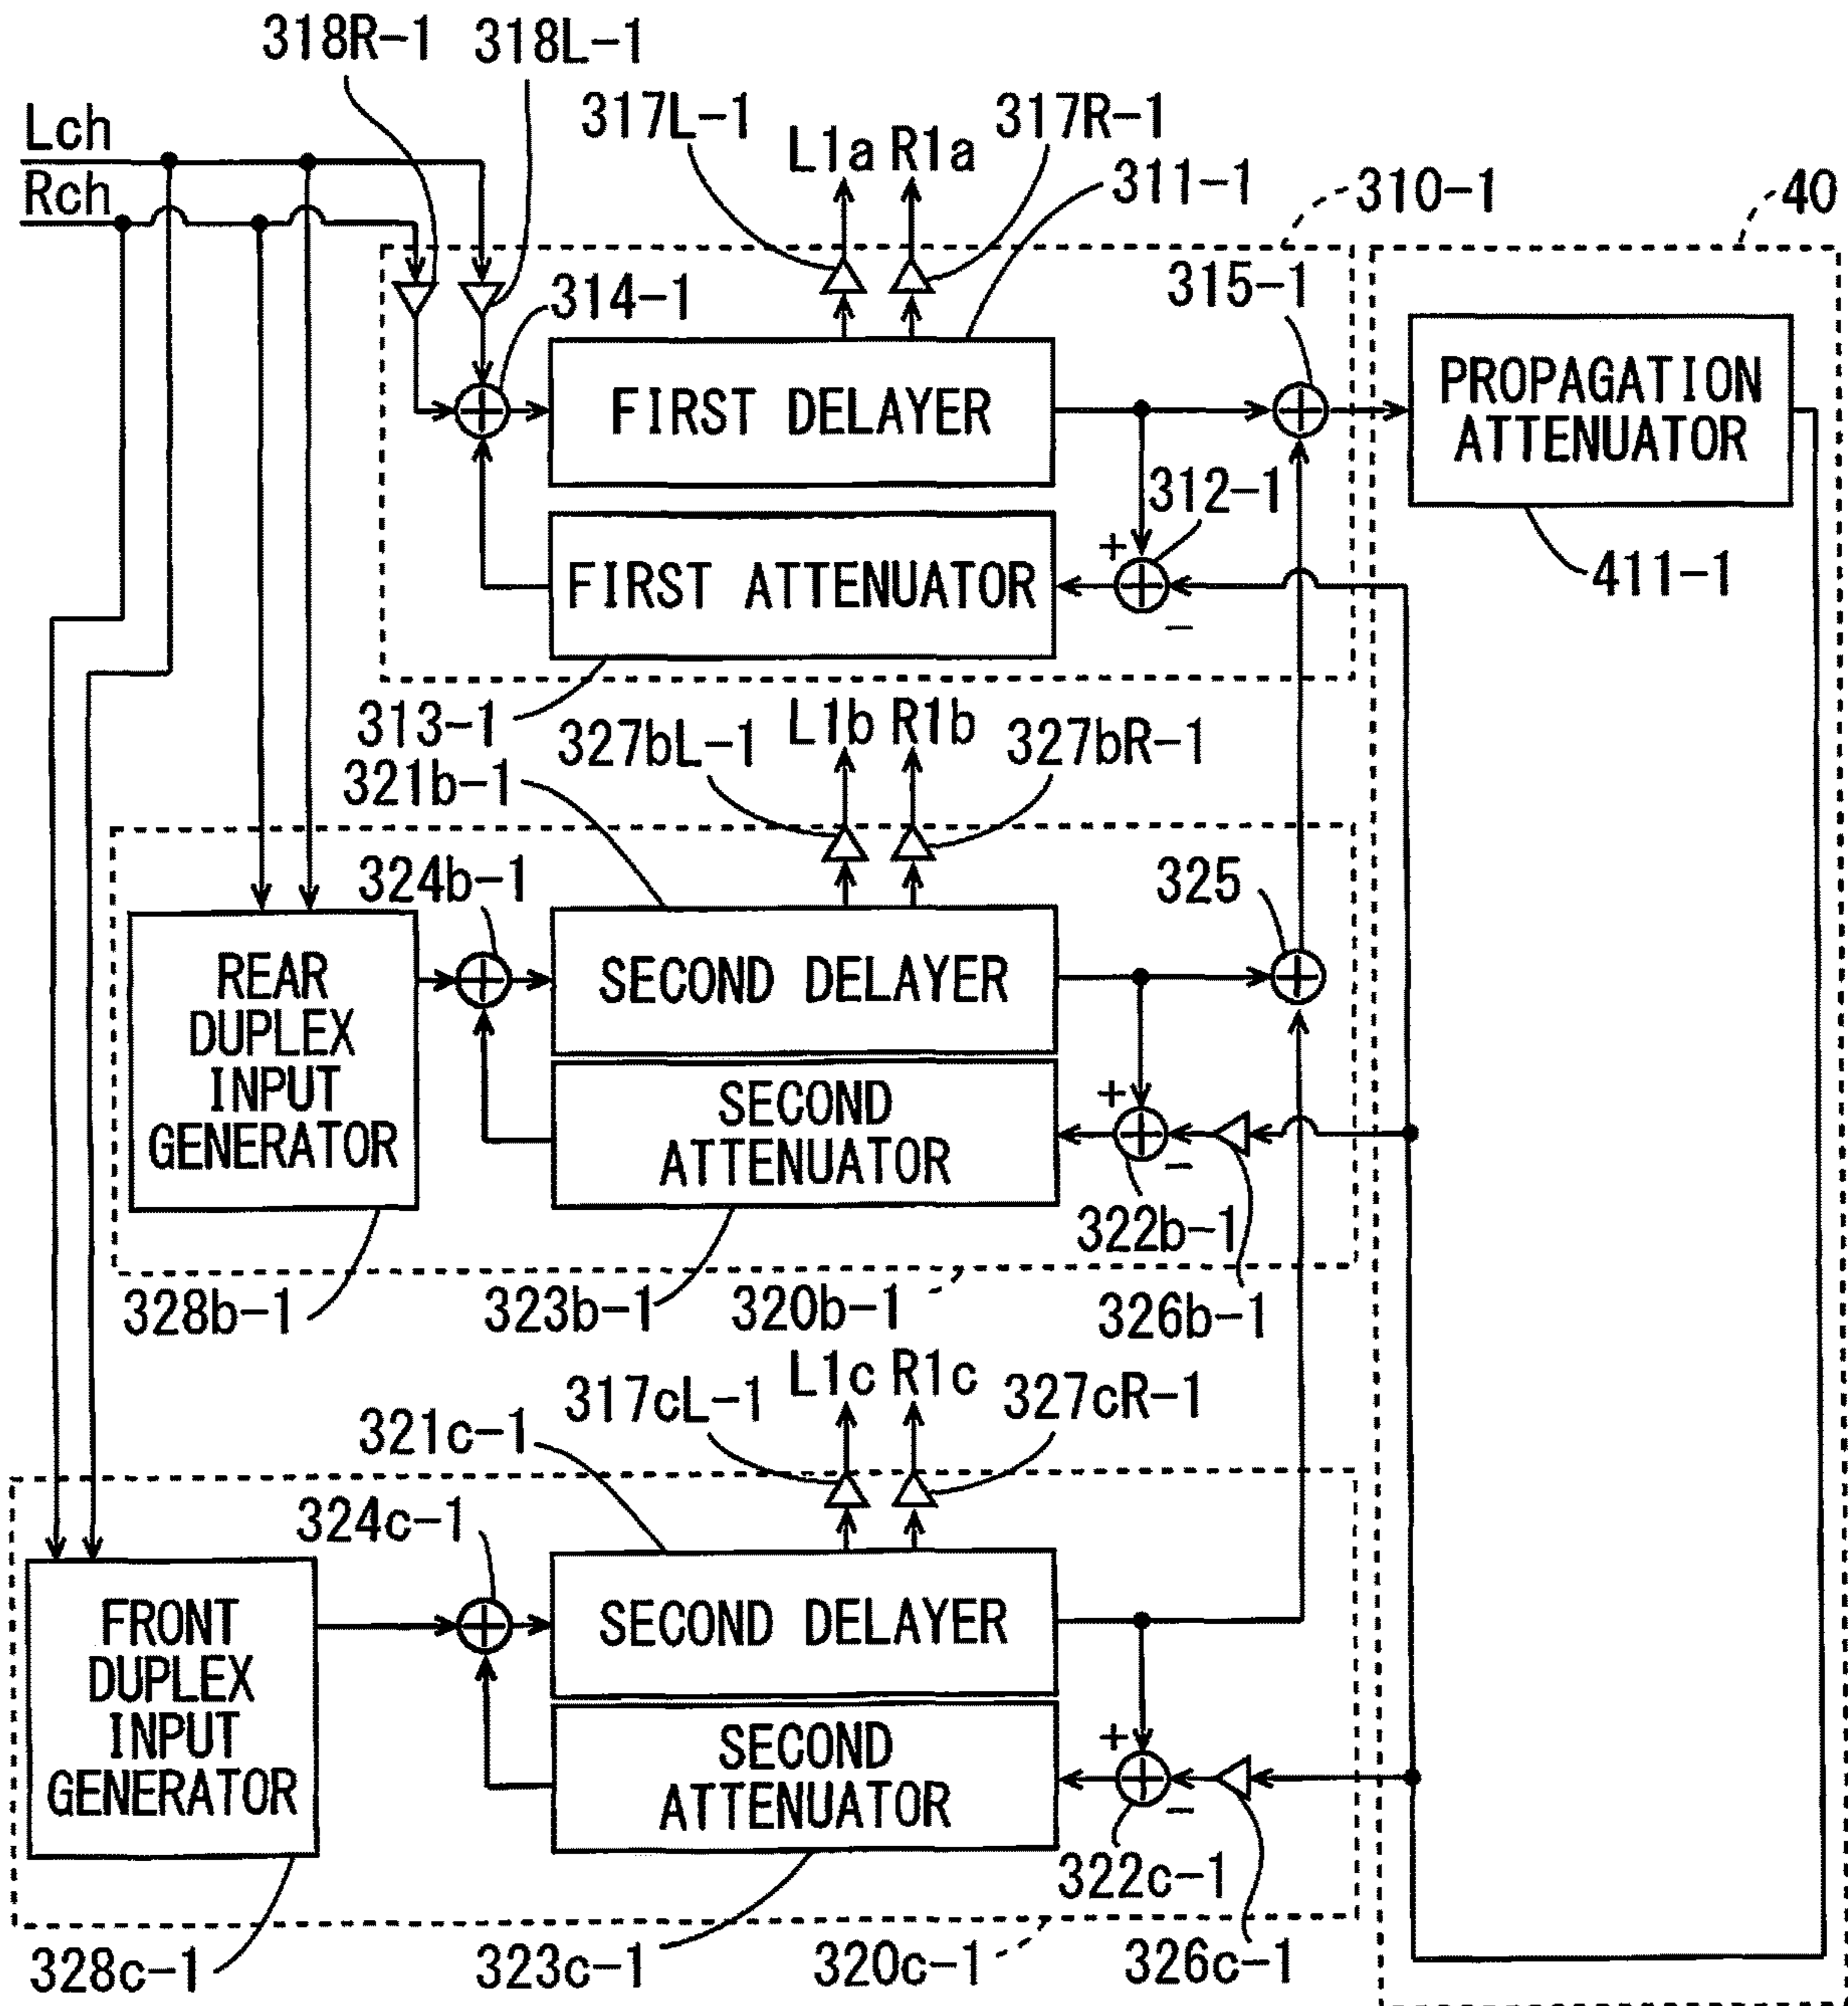 318R-1 318L-1
Lch
Rch
317L-1 L1a R1a 317R-1
311-1
310-1
40
314-1
315-1
FIRST DELAYER
PROPAGATION
ATTENUATOR
312-1
+
−
FIRST ATTENUATOR
411-1
313-1
327bL-1 L1b R1b 327bR-1
321b-1
324b-1
325
REAR
DUPLEX
INPUT
GENERATOR
SECOND DELAYER
SECOND
ATTENUATOR
+
−
322b-1
328b-1
323b-1
320b-1
326b-1
317cL-1 L1c R1c 327cR-1
321c-1
324c-1
FRONT
DUPLEX
INPUT
GENERATOR
SECOND DELAYER
SECOND
ATTENUATOR
+
−
322c-1
328c-1
323c-1
320c-1
326c-1